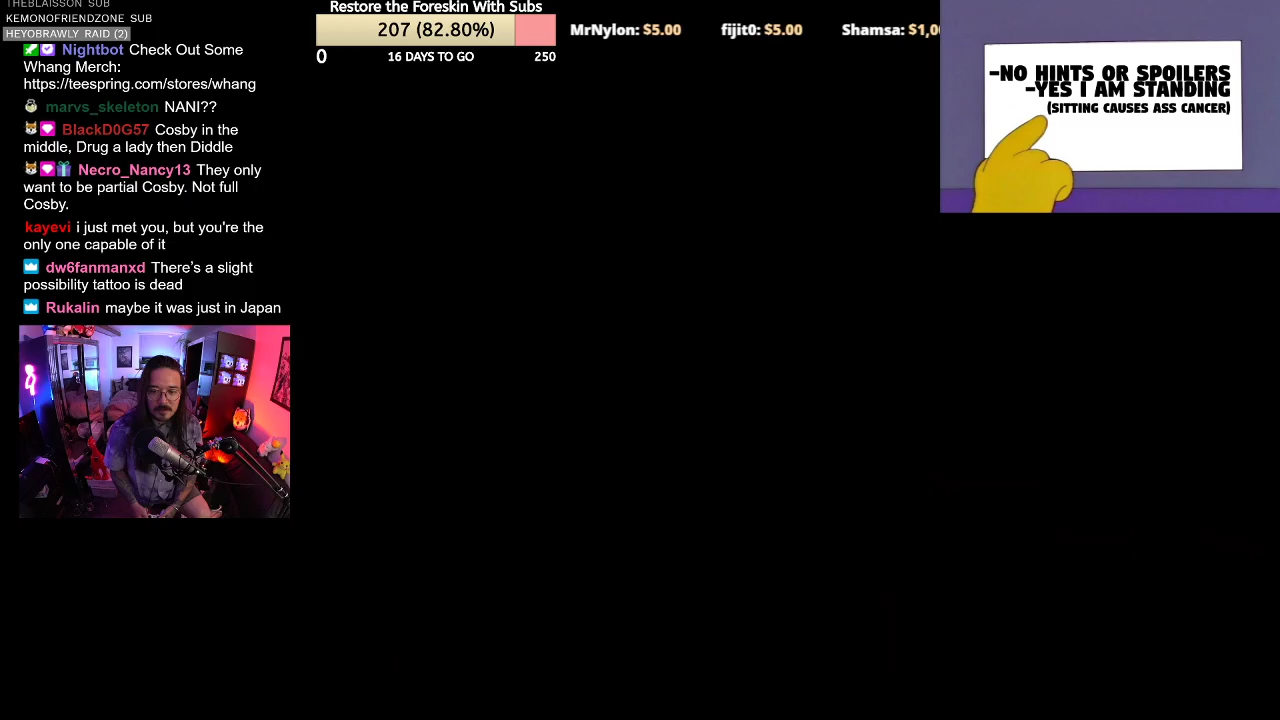 THEBLAISSON SUB
KEMONOFRIENDZONE SUB
HEYOBRAWLY RAID (2)
Nightbot Check Out Some
Whang Merch:
https://teespring.com/stores/whang
marvs_skeleton NANI??
BlackD0G57 Cosby in the
middle, Drug a lady then Diddle
Necro_Nancy13 They only
want to be partial Cosby. Not full
Cosby.
kayevi i just met you, but you're the
only one capable of it
dw6fanmanxd There’s a slight
possibility tattoo is dead
Rukalin maybe it was just in Japan
Restore the Foreskin With Subs
207 (82.80%)
0 16 DAYS TO GO 250
MrNylon: $5.00 fijit0: $5.00 Shamsa: $1,00
-NO HINTS OR SPOILERS
-YES I AM STANDING
(SITTING CAUSES ASS CANCER)